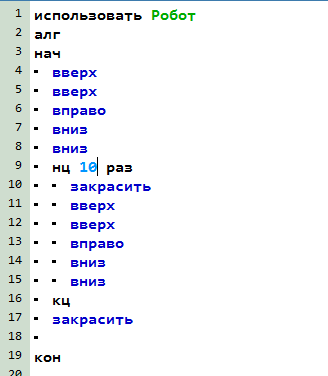 1 использовать Робот
2 алг
3 нач
4 ▪ вверх
5 ▪ вверх
6 ▪ вправо
7 ▪ вниз
8 ▪ вниз
9 ▪ нц 10 раз
10 ▪ ▪ закрасить
11 ▪ ▪ вверх
12 ▪ ▪ вверх
13 ▪ ▪ вправо
14 ▪ ▪ вниз
15 ▪ ▪ вниз
16 ▪ кц
17 ▪ закрасить
18 ▪
19 кон
20